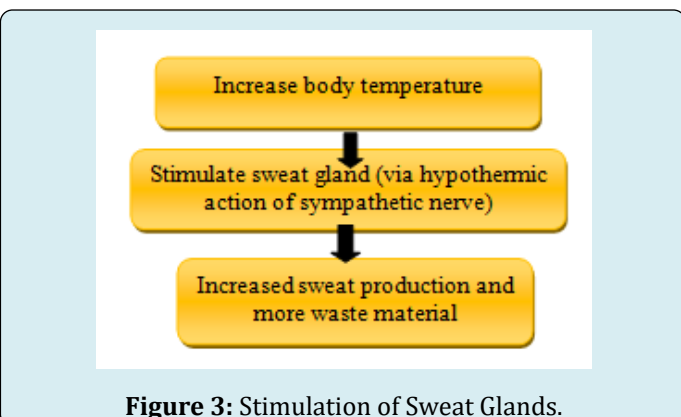 Increase body temperature
Stimulate sweat gland (via hypothermic
action of sympathetic nerve)
Increased sweat production and
more waste material
Figure 3: Stimulation of Sweat Glands.